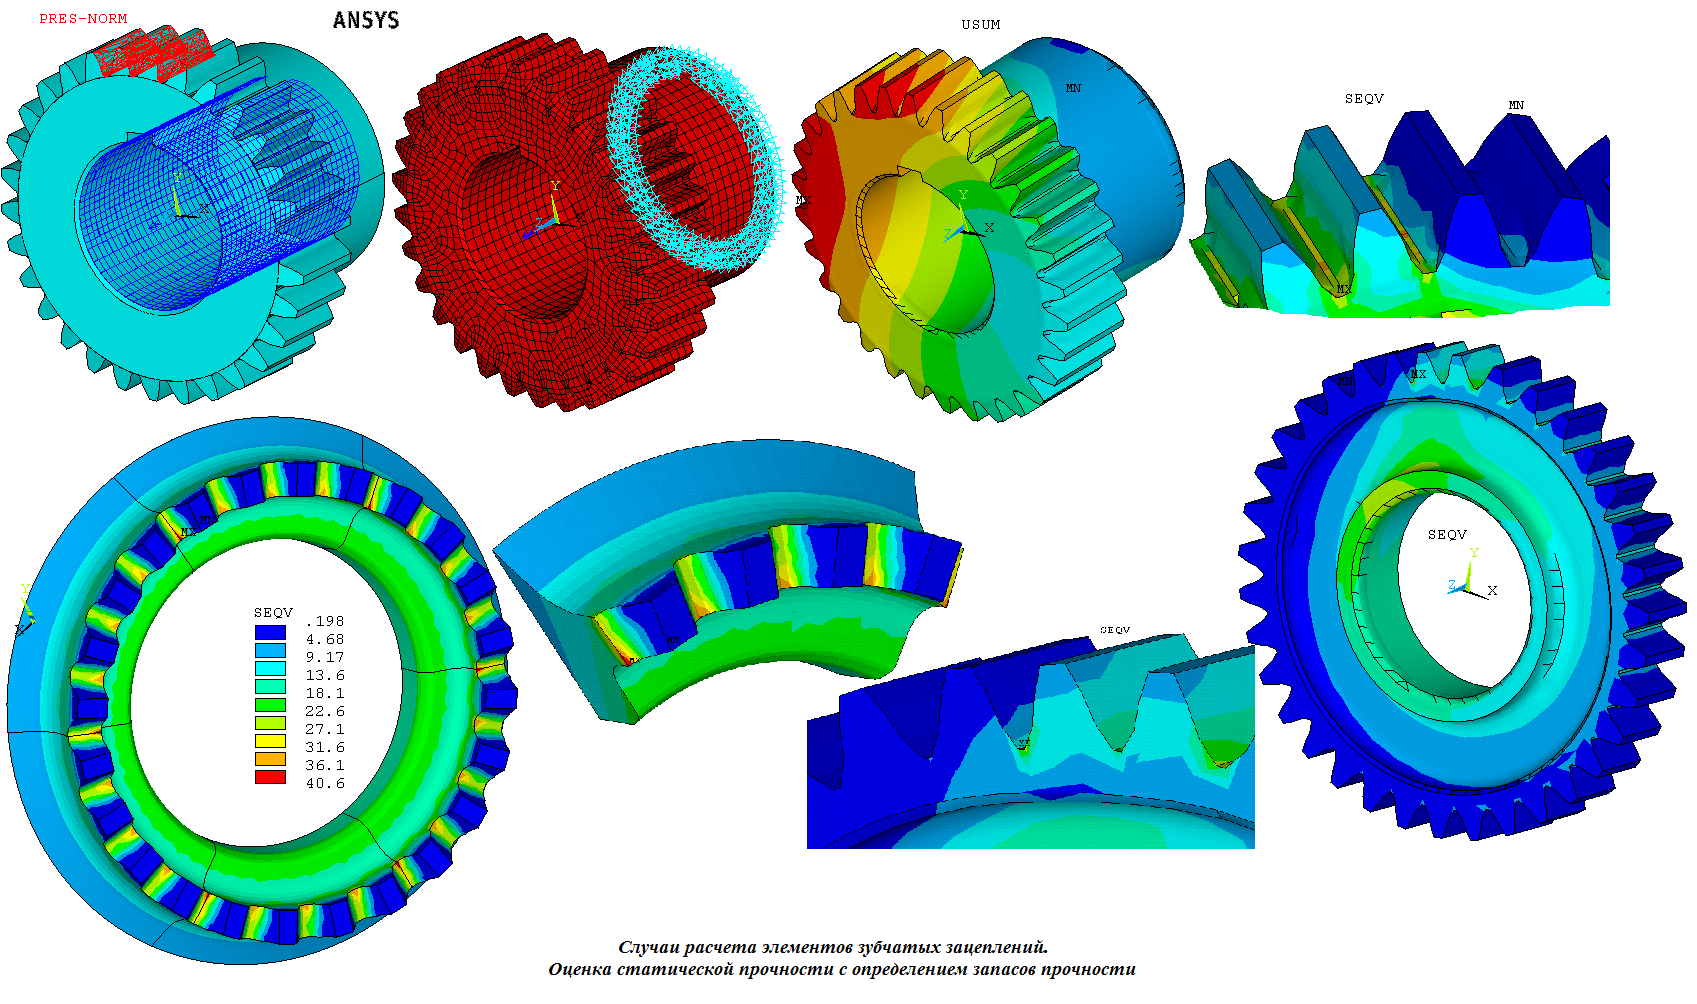 PRES-NORM
ANSYS
USUM
SEQV
MN
MN
MX
Y
X
Y
Z
Y
Z
X
MX
SEQV
Y
Z
X
MX
Y
X
SEQV
.198
4.68
9.17
13.6
18.1
22.6
27.1
31.6
36.1
40.6
SEQV
Случаи расчета элементов зубчатых зацеплений.
Оценка статической прочности с определением запасов прочности